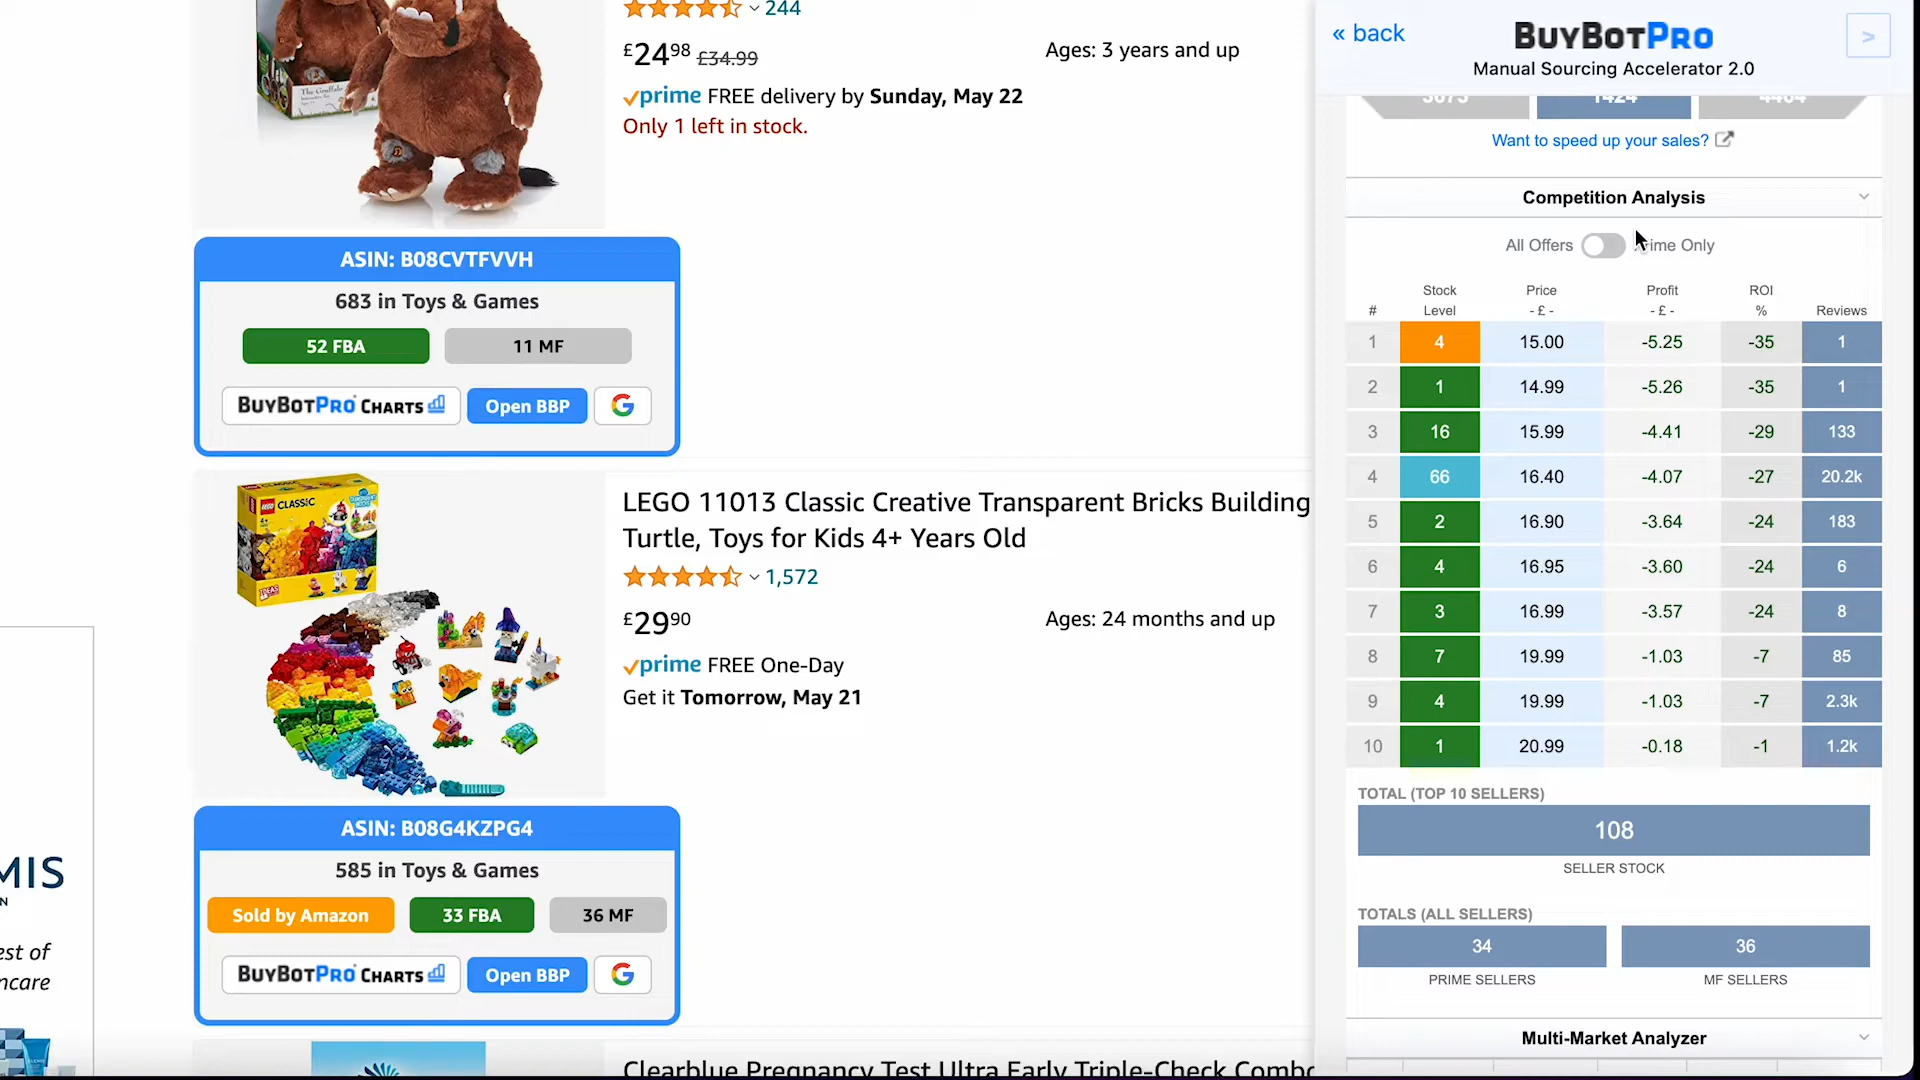 244
£24.98 £34.99
Ages: 3 years and up
prime FREE delivery by Sunday, May 22
Only 1 left in stock.
ASIN: B08CVTFVVH
683 in Toys & Games
52 FBA
11 MF
BUYBOTPRO CHARTS
Open BBP
G
LEGO 11013 Classic Creative Transparent Bricks Building
Turtle, Toys for Kids 4+ Years Old
1,572
£29.90
Ages: 24 months and up
prime FREE One-Day
Get it Tomorrow, May 21
CLASSIC
ASIN: B08G4KZPG4
585 in Toys & Games
Sold by Amazon
33 FBA
36 MF
BUYBOTPRO CHARTS
Open BBP
G
Clearblue Pregnancy Test Ultra Early Triple-Check Combo
MIS
N
est of
ncare
« back
BUYBOTPRO
>
Manual Sourcing Accelerator 2.0
3673 1424 4464
Want to speed up your sales?
Competition Analysis
All Offers
ime Only
# Stock Level Price - £ - Profit - £ - ROI % Reviews
1 4 15.00 -5.25 -35 1
2 1 14.99 -5.26 -35 1
3 16 15.99 -4.41 -29 133
4 66 16.40 -4.07 -27 20.2k
5 2 16.90 -3.64 -24 183
6 4 16.95 -3.60 -24 6
7 3 16.99 -3.57 -24 8
8 7 19.99 -1.03 -7 85
9 4 19.99 -1.03 -7 2.3k
10 1 20.99 -0.18 -1 1.2k
TOTAL (TOP 10 SELLERS)
108
SELLER STOCK
TOTALS (ALL SELLERS)
34 36
PRIME SELLERS MF SELLERS
Multi-Market Analyzer